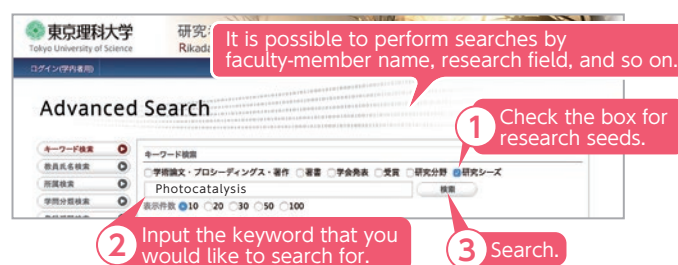 東京理科大学
Tokyo University of Science
研究
Rikada
ログイン(学内者用)
It is possible to perform searches by
faculty-member name, research field, and so on.
Advanced Search
1 Check the box for
research seeds.
キーワード検索
教員氏名検索
所属検索
学問分類検索
キーワード検索
学術論文・プロシーディングス・著作 著書 学会発表 受賞 研究分野 研究シーズ
Photocatalysis 検索
表示件数 10 20 30 50 100
2 Input the keyword that you
would like to search for.
3 Search.